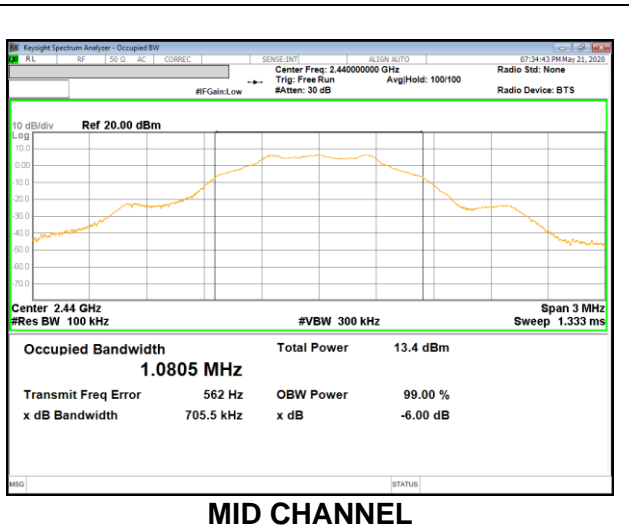 Keysight Spectrum Analyzer - Occupied BW
RL RF 50 Ω AC CORREC SENSE:INT ALIGN AUTO 07:34:43 PM May 21, 2020
Center Freq: 2.440000000 GHz Radio Std: None
Trig: Free Run Avg|Hold: 100/100
#IFGain:Low #Atten: 30 dB Radio Device: BTS
10 dB/div Ref 20.00 dBm
Log
10.0
0.00
-10.0
-20.0
-30.0
-40.0
-50.0
-60.0
-70.0
Center 2.44 GHz Span 3 MHz
#Res BW 100 kHz #VBW 300 kHz Sweep 1.333 ms
Occupied Bandwidth Total Power 13.4 dBm
1.0805 MHz
Transmit Freq Error 562 Hz OBW Power 99.00 %
x dB Bandwidth 705.5 kHz x dB -6.00 dB
MSG STATUS
MID CHANNEL